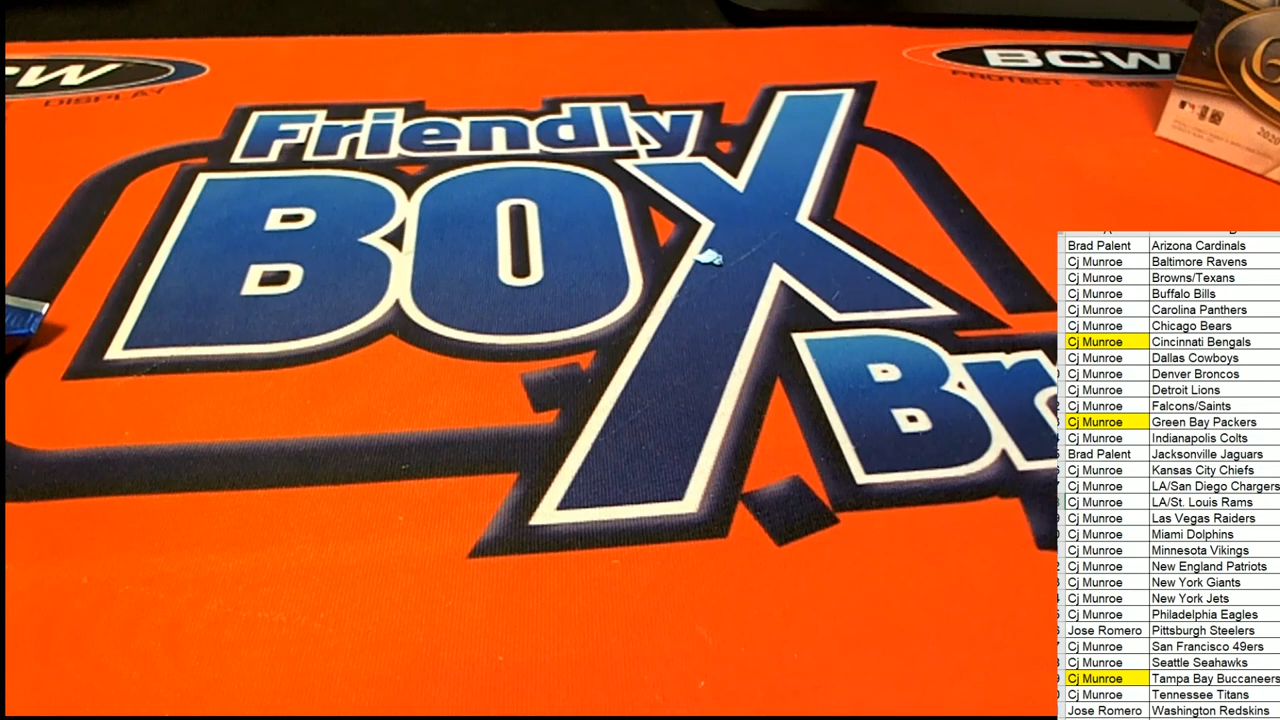 CW
DISPLAY
BCW
PROTECT · STORE
2020
Friendly
BOX
Br
Brad Palent Arizona Cardinals
Cj Munroe Baltimore Ravens
Cj Munroe Browns/Texans
Cj Munroe Buffalo Bills
Cj Munroe Carolina Panthers
Cj Munroe Chicago Bears
Cj Munroe Cincinnati Bengals
Cj Munroe Dallas Cowboys
Cj Munroe Denver Broncos
Cj Munroe Detroit Lions
Cj Munroe Falcons/Saints
Cj Munroe Green Bay Packers
Cj Munroe Indianapolis Colts
Brad Palent Jacksonville Jaguars
Cj Munroe Kansas City Chiefs
Cj Munroe LA/San Diego Chargers
Cj Munroe LA/St. Louis Rams
Cj Munroe Las Vegas Raiders
Cj Munroe Miami Dolphins
Cj Munroe Minnesota Vikings
Cj Munroe New England Patriots
Cj Munroe New York Giants
Cj Munroe New York Jets
Cj Munroe Philadelphia Eagles
Jose Romero Pittsburgh Steelers
Cj Munroe San Francisco 49ers
Cj Munroe Seattle Seahawks
Cj Munroe Tampa Bay Buccaneers
Cj Munroe Tennessee Titans
Jose Romero Washington Redskins